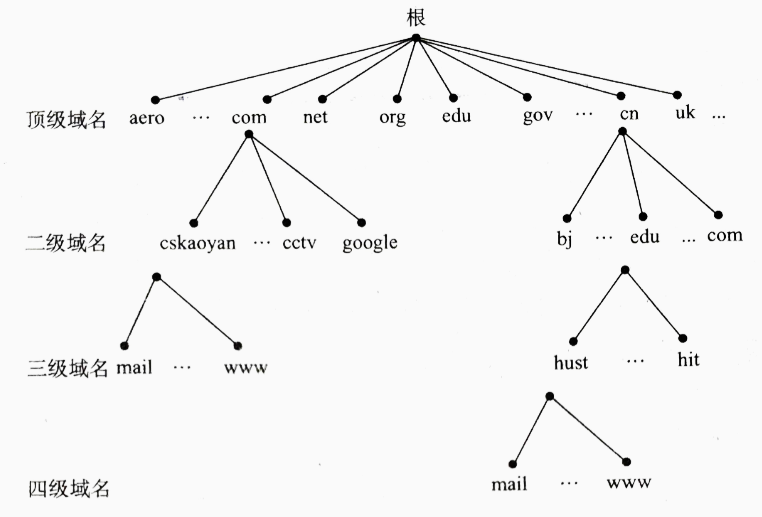 根
顶级域名 aero ··· com net org edu gov ··· cn uk ...
二级域名 cskaoyan ··· cctv google bj ··· edu ... com
三级域名 mail ··· www hust ··· hit
四级域名 mail ··· www